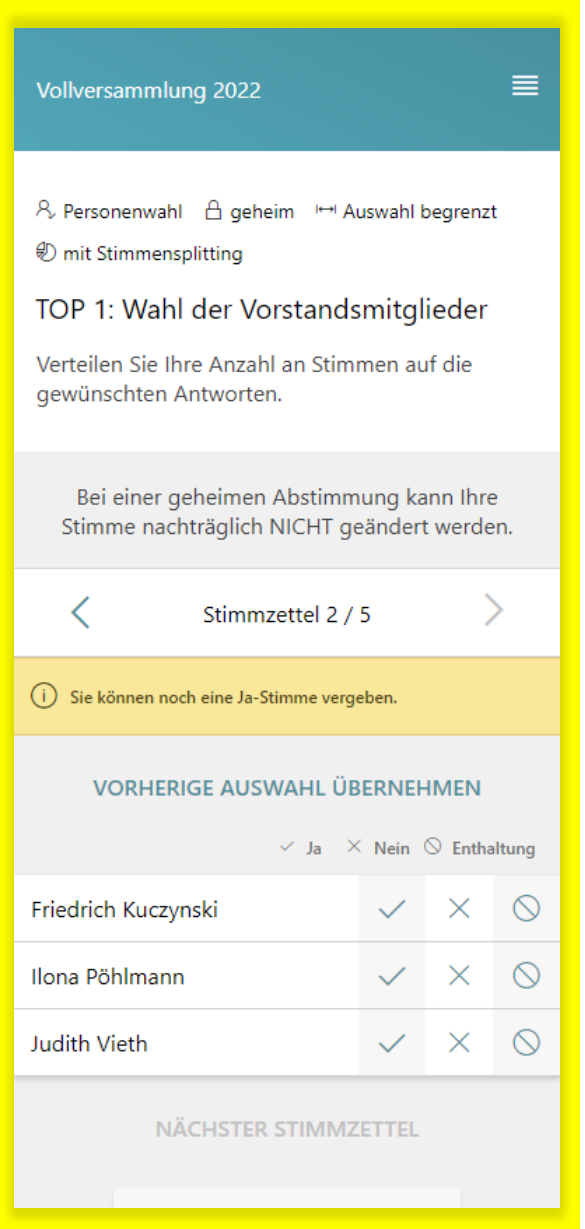 Vollversammlung 2022
Personenwahl geheim Auswahl begrenzt
mit Stimmensplitting
TOP 1: Wahl der Vorstandsmitglieder
Verteilen Sie Ihre Anzahl an Stimmen auf die
gewünschten Antworten.
Bei einer geheimen Abstimmung kann Ihre
Stimme nachträglich NICHT geändert werden.
Stimmzettel 2 / 5
Sie können noch eine Ja-Stimme vergeben.
VORHERIGE AUSWAHL ÜBERNEHMEN
Ja Nein Enthaltung
Friedrich Kuczynski
Ilona Pöhlmann
Judith Vieth
NÄCHSTER STIMMZETTEL